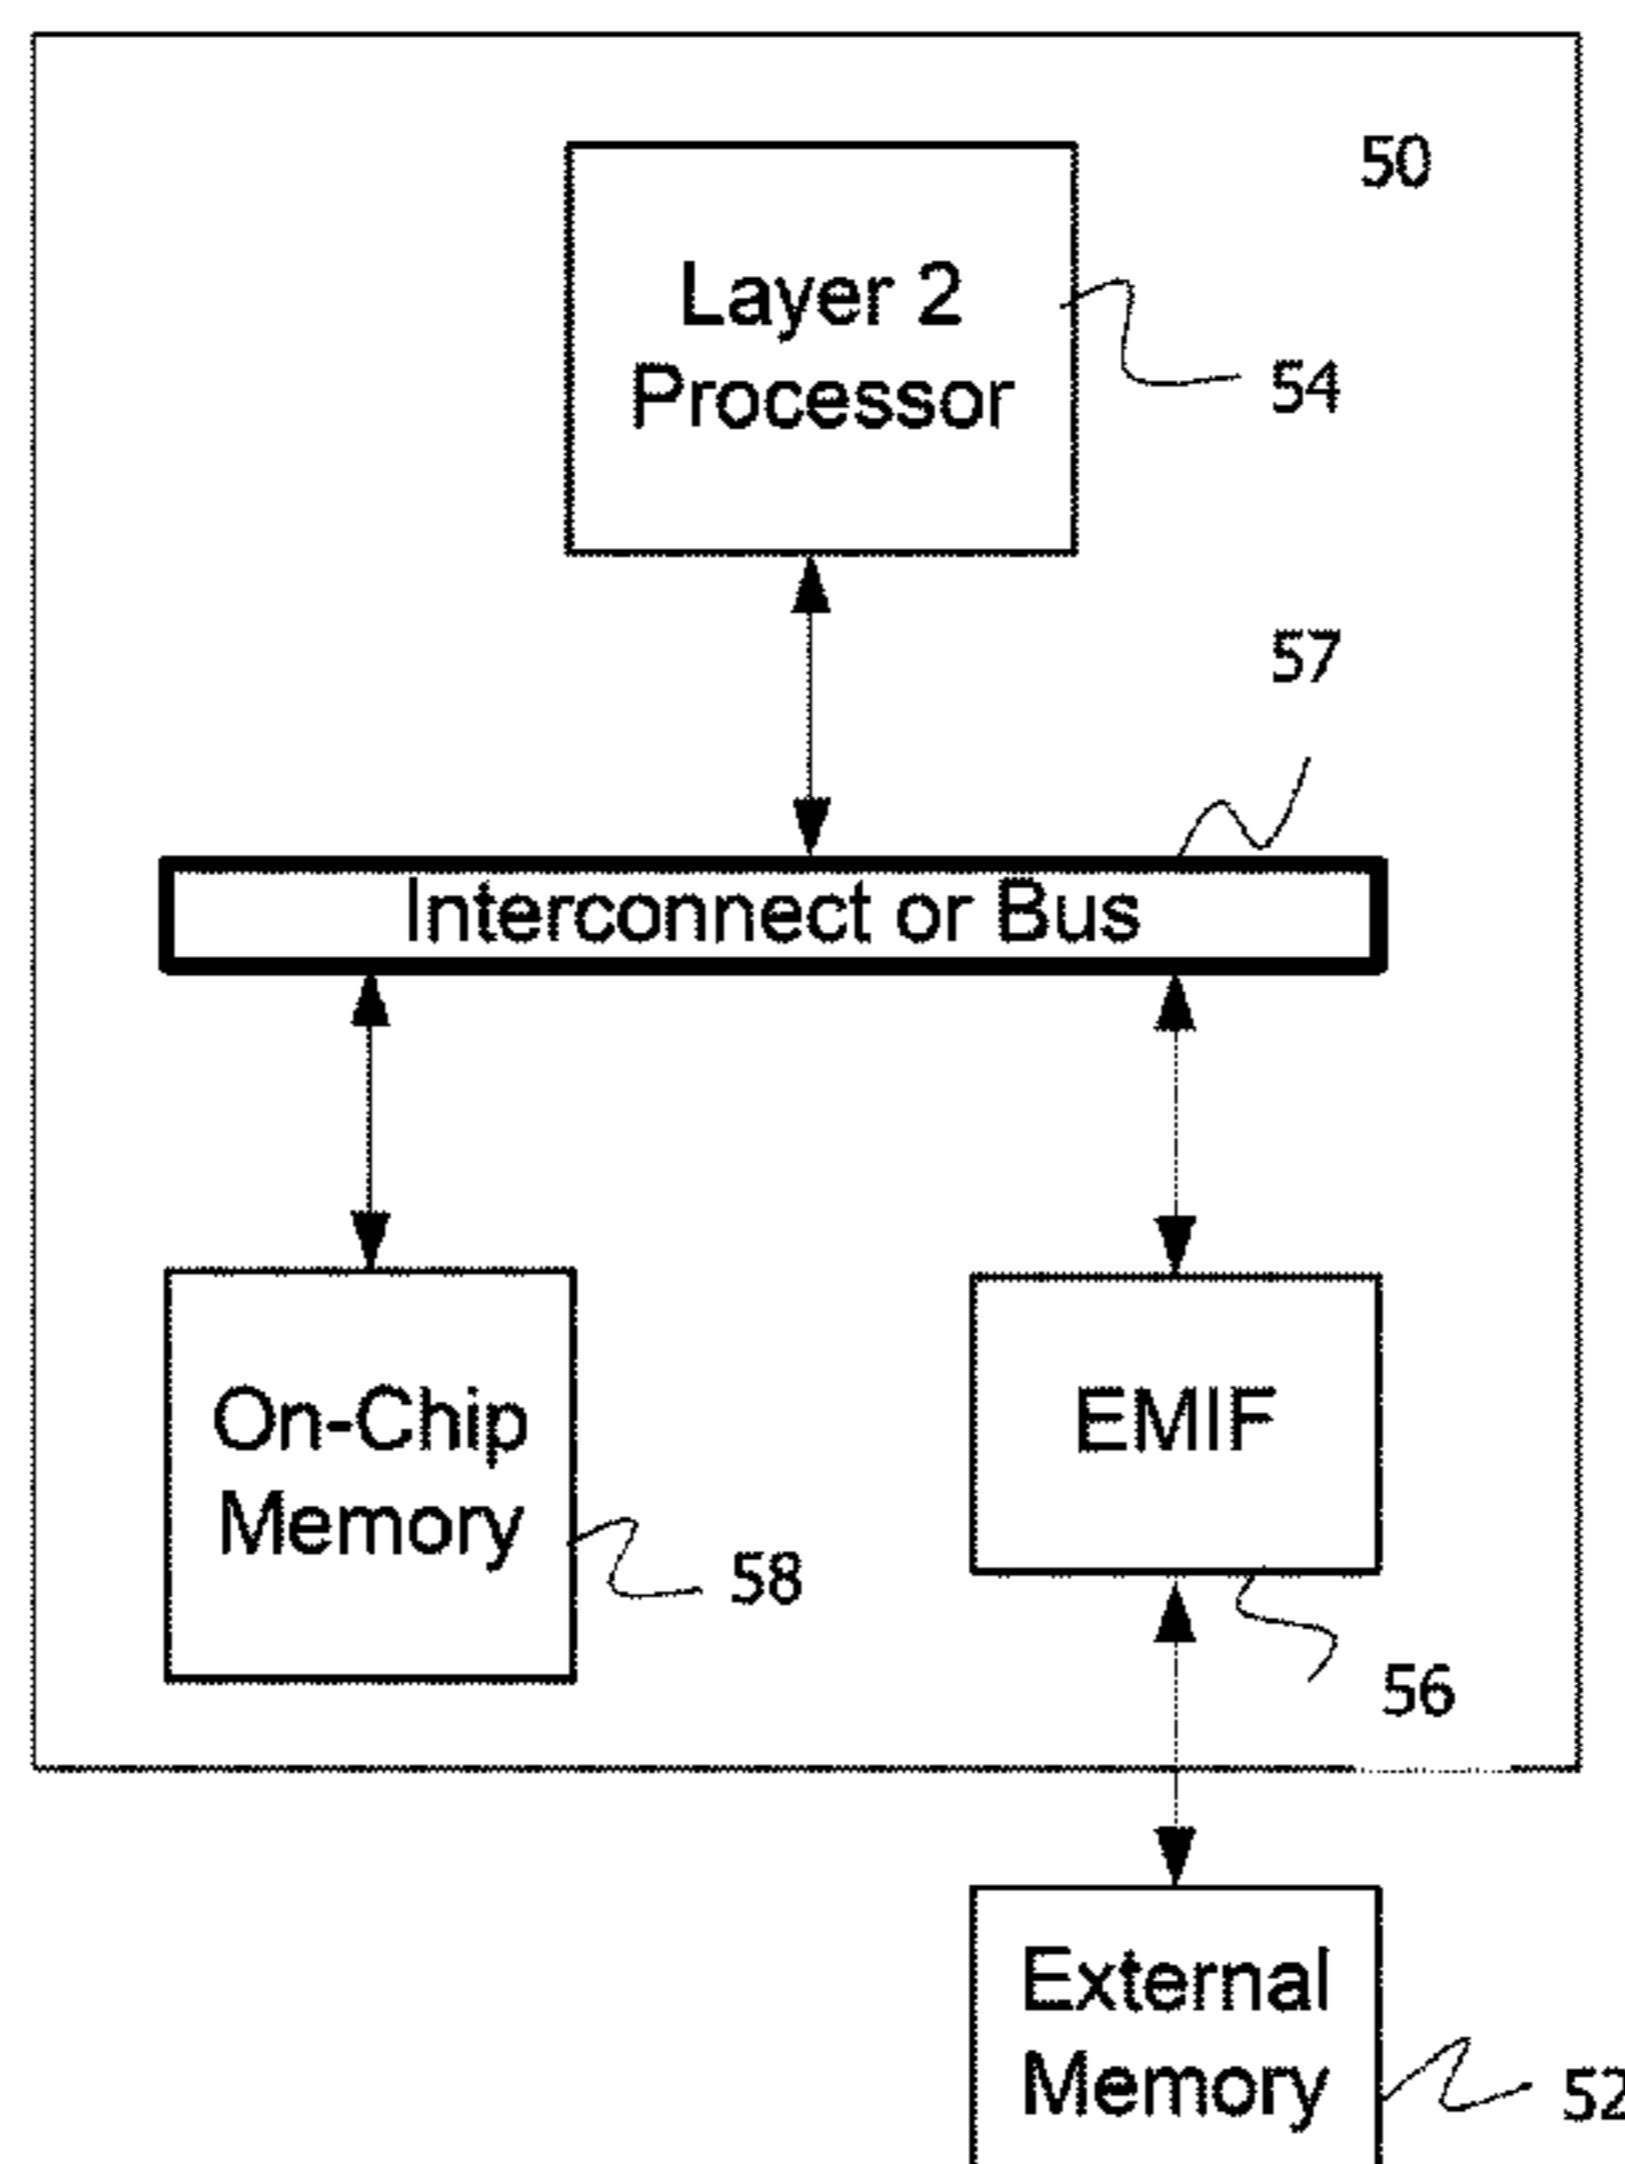 50
Layer 2
Processor
54
57
Interconnect or Bus
On-Chip
Memory
58
EMIF
56
External
Memory
52